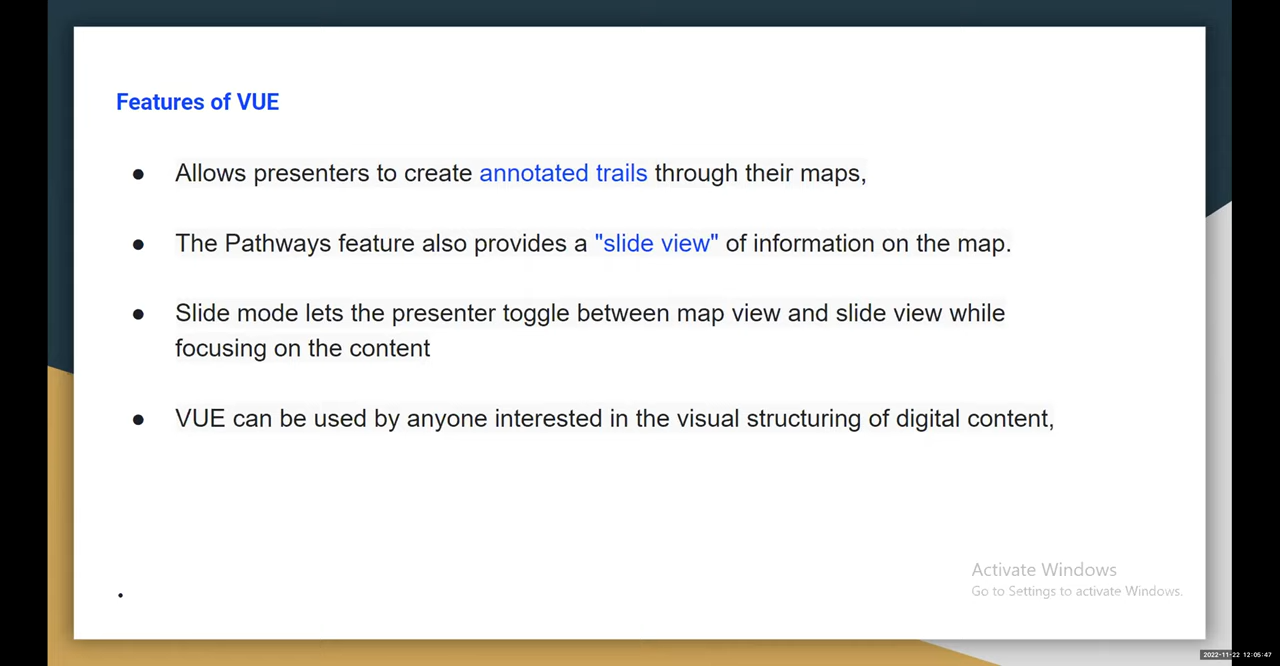 Features of VUE
● Allows presenters to create annotated trails through their maps,
● The Pathways feature also provides a "slide view" of information on the map.
● Slide mode lets the presenter toggle between map view and slide view while
focusing on the content
● VUE can be used by anyone interested in the visual structuring of digital content,
.
Activate Windows
Go to Settings to activate Windows.
2022-11-22 12:05:47